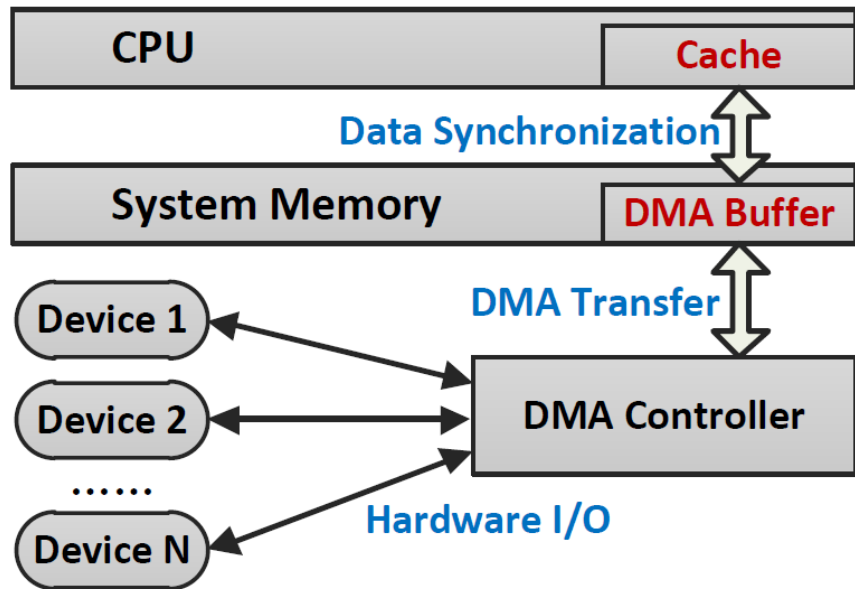 CPU
Cache
Data Synchronization
System Memory
DMA Buffer
DMA Transfer
Device 1
Device 2
......
Device N
DMA Controller
Hardware I/O